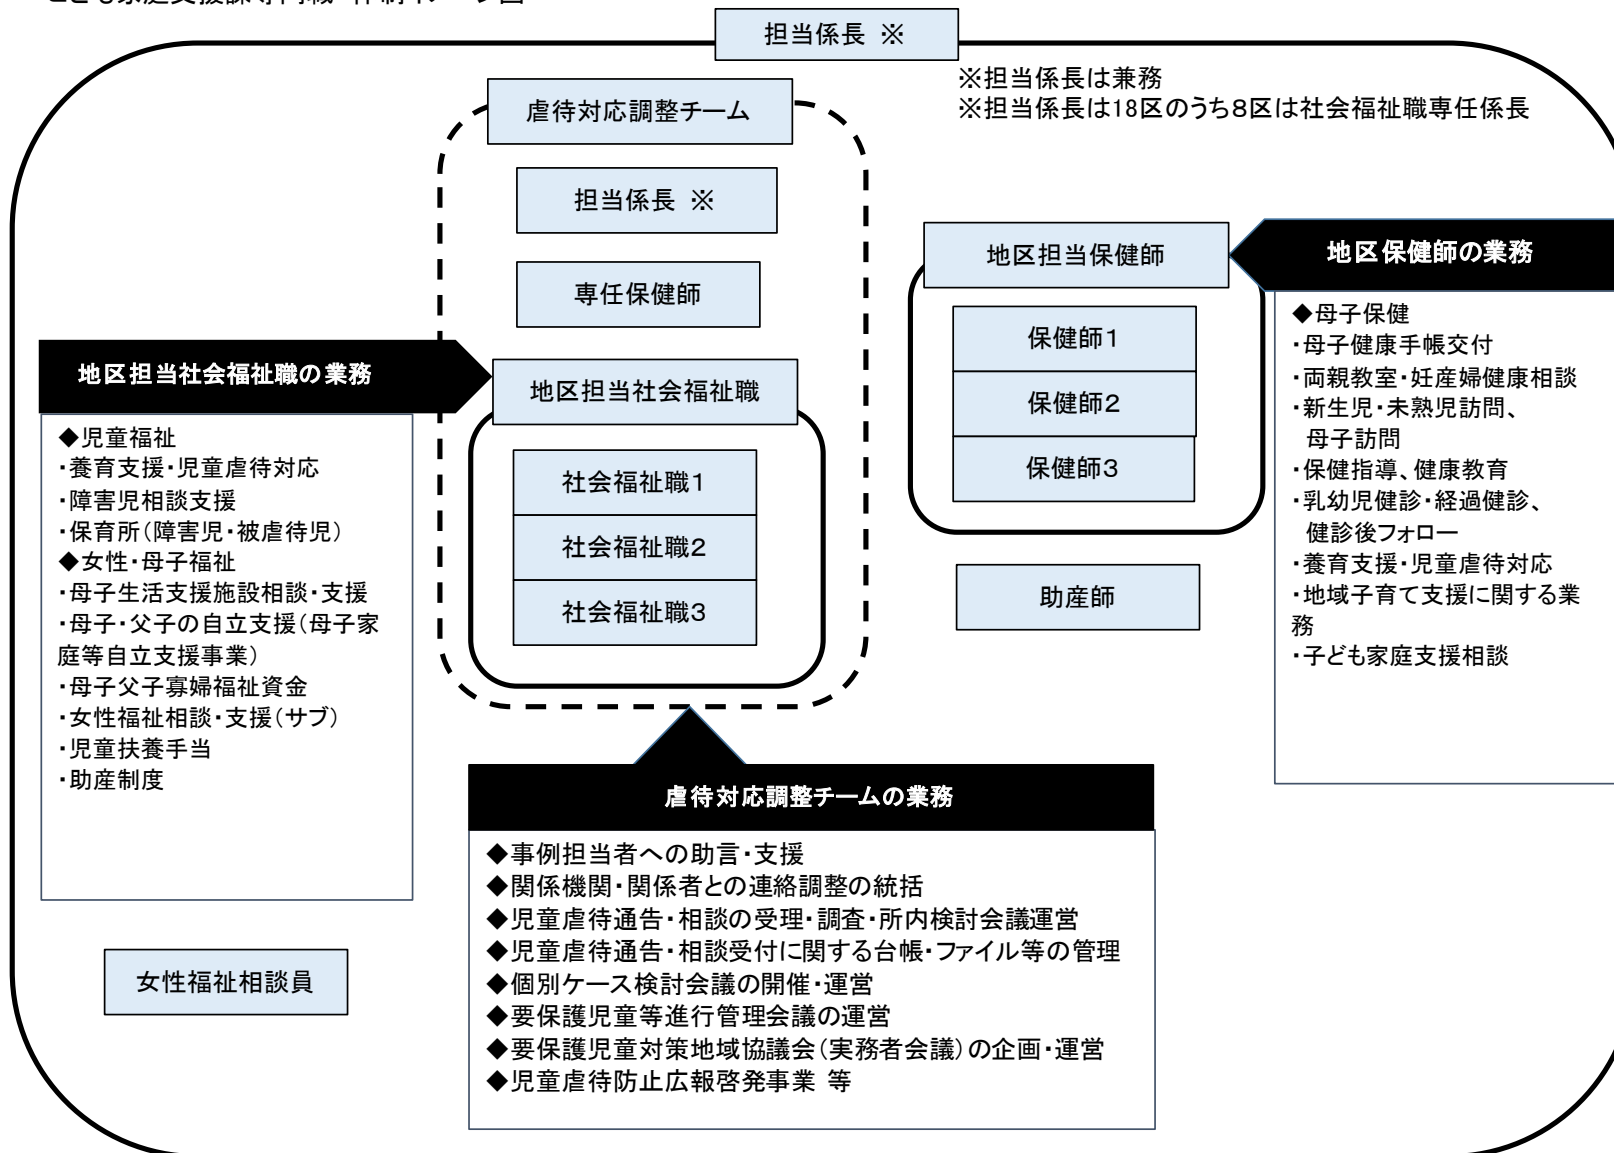 担当係長 ※
※担当係長は兼務
※担当係長は18区のうち8区は社会福祉職専任係長
虐待対応調整チーム
担当係長 ※
専任保健師
地区担当社会福祉職の業務
◆児童福祉
・養育支援・児童虐待対応
・障害児相談支援
・保育所（障害児・被虐待児）
◆女性・母子福祉
・母子生活支援施設相談・支援
・母子・父子の自立支援（母子家
庭等自立支援事業）
・母子父子寡婦福祉資金
・女性福祉相談・支援（サブ）
・児童扶養手当
・助産制度
地区担当社会福祉職
社会福祉職1
社会福祉職2
社会福祉職3
地区担当保健師
保健師1
保健師2
保健師3
助産師
地区保健師の業務
◆母子保健
・母子健康手帳交付
・両親教室・妊産婦健康相談
・新生児・未熟児訪問、
母子訪問
・保健指導、健康教育
・乳幼児健診・経過健診、
健診後フォロー
・養育支援・児童虐待対応
・地域子育て支援に関する業
務
・子ども家庭支援相談
虐待対応調整チームの業務
◆事例担当者への助言・支援
◆関係機関・関係者との連絡調整の統括
◆児童虐待通告・相談の受理・調査・所内検討会議運営
◆児童虐待通告・相談受付に関する台帳・ファイル等の管理
◆個別ケース検討会議の開催・運営
◆要保護児童等進行管理会議の運営
◆要保護児童対策地域協議会（実務者会議）の企画・運営
◆児童虐待防止広報啓発事業 等
女性福祉相談員